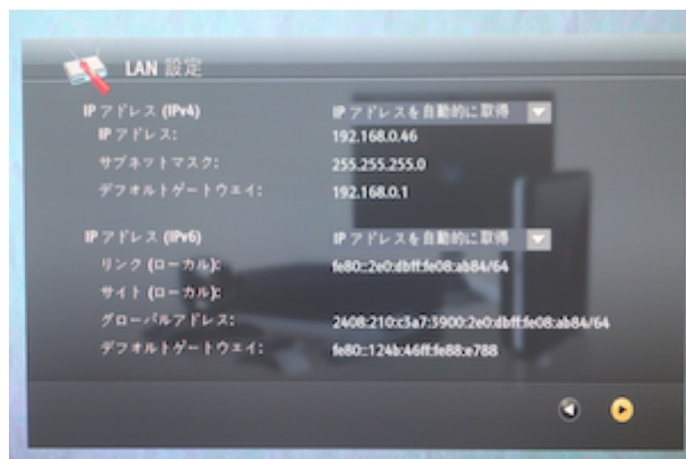 LAN 設定
IP アドレス (IPv4) IP アドレスを自動的に取得
IP アドレス: 192.168.0.46
サブネットマスク: 255.255.255.0
デフォルトゲートウエイ: 192.168.0.1
IP アドレス (IPv6) IP アドレスを自動的に取得
リンク (ローカル): fe80::2e0:dbff:fe08:ab84/64
サイト (ローカル):
グローバルアドレス: 2408:210:c3a7:3900:2e0:dbff:fe08:ab84/64
デフォルトゲートウエイ: fe80::124b:46ff:fe88:e788